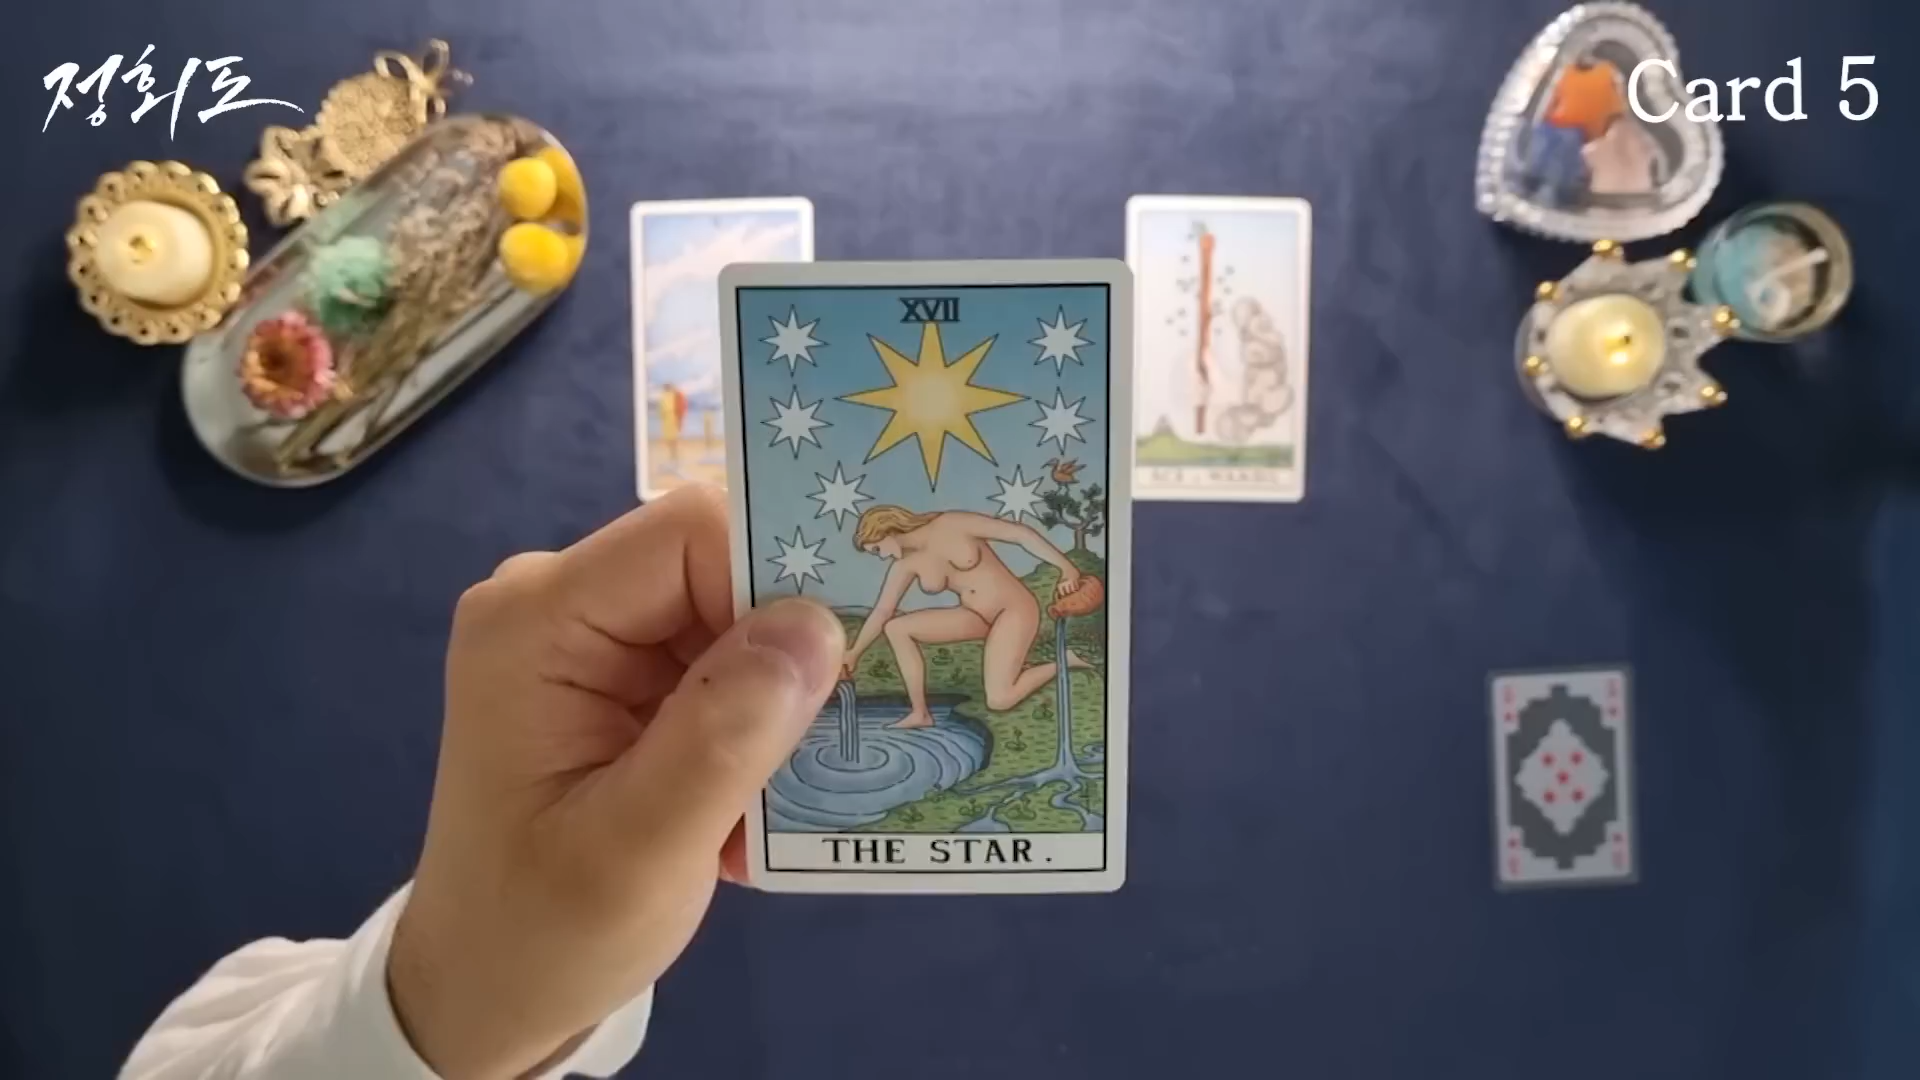 정회도
Card 5
XVII
THE STAR.